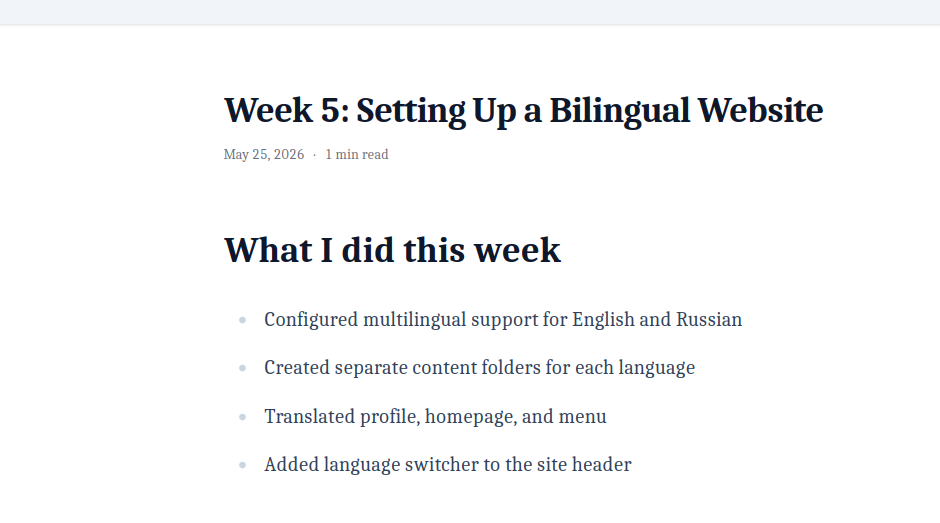 Week 5: Setting Up a Bilingual Website
May 25, 2026 · 1 min read
What I did this week
Configured multilingual support for English and Russian
Created separate content folders for each language
Translated profile, homepage, and menu
Added language switcher to the site header